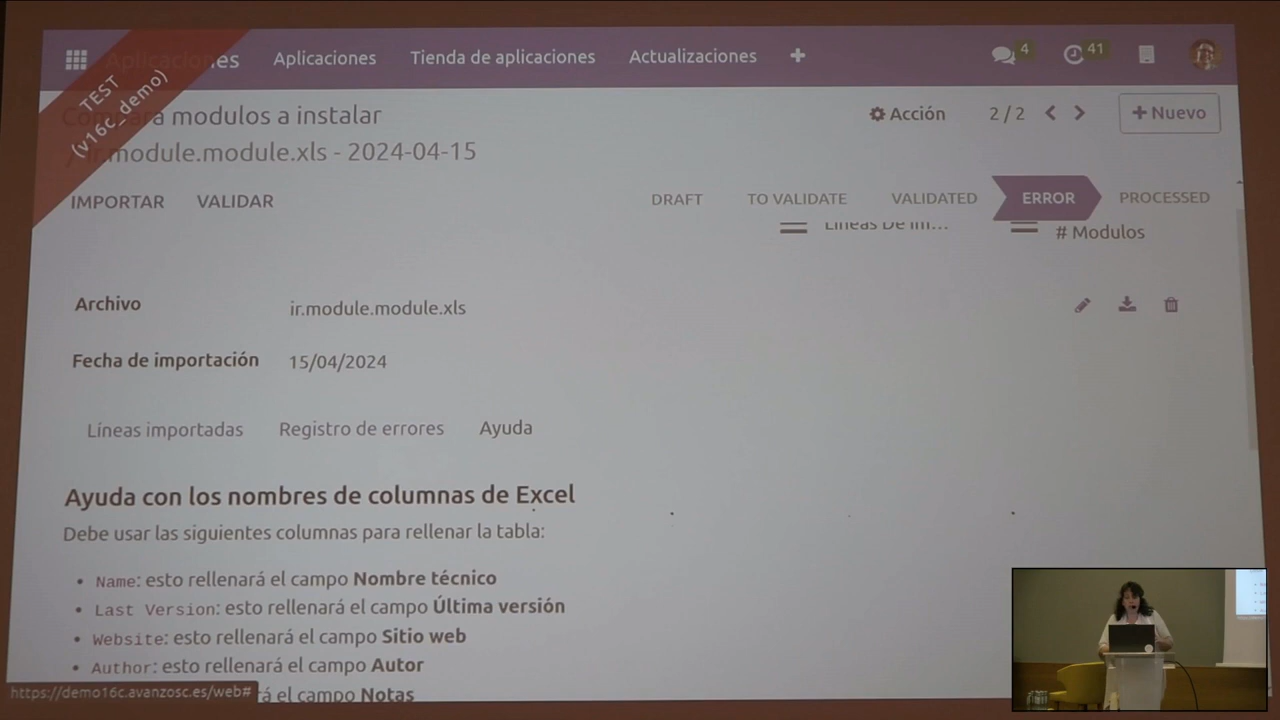 Aplicaciones Aplicaciones Tienda de aplicaciones Actualizaciones + 4 41
TEST
(v16c_demo)
Compara modulos a instalar
Acción 2 / 2 +Nuevo
/ ir.module.module.xls - 2024-04-15
IMPORTAR VALIDAR DRAFT TO VALIDATE VALIDATED ERROR PROCESSED
Líneas De Im... # Modulos
Archivo ir.module.module.xls
Fecha de importación 15/04/2024
Líneas importadas Registro de errores Ayuda
Ayuda con los nombres de columnas de Excel
Debe usar las siguientes columnas para rellenar la tabla:
• Name: esto rellenará el campo Nombre técnico
• Last Version: esto rellenará el campo Última versión
• Website: esto rellenará el campo Sitio web
• Author: esto rellenará el campo Autor
rá el campo Notas
https://demo16c.avanzosc.es/web#